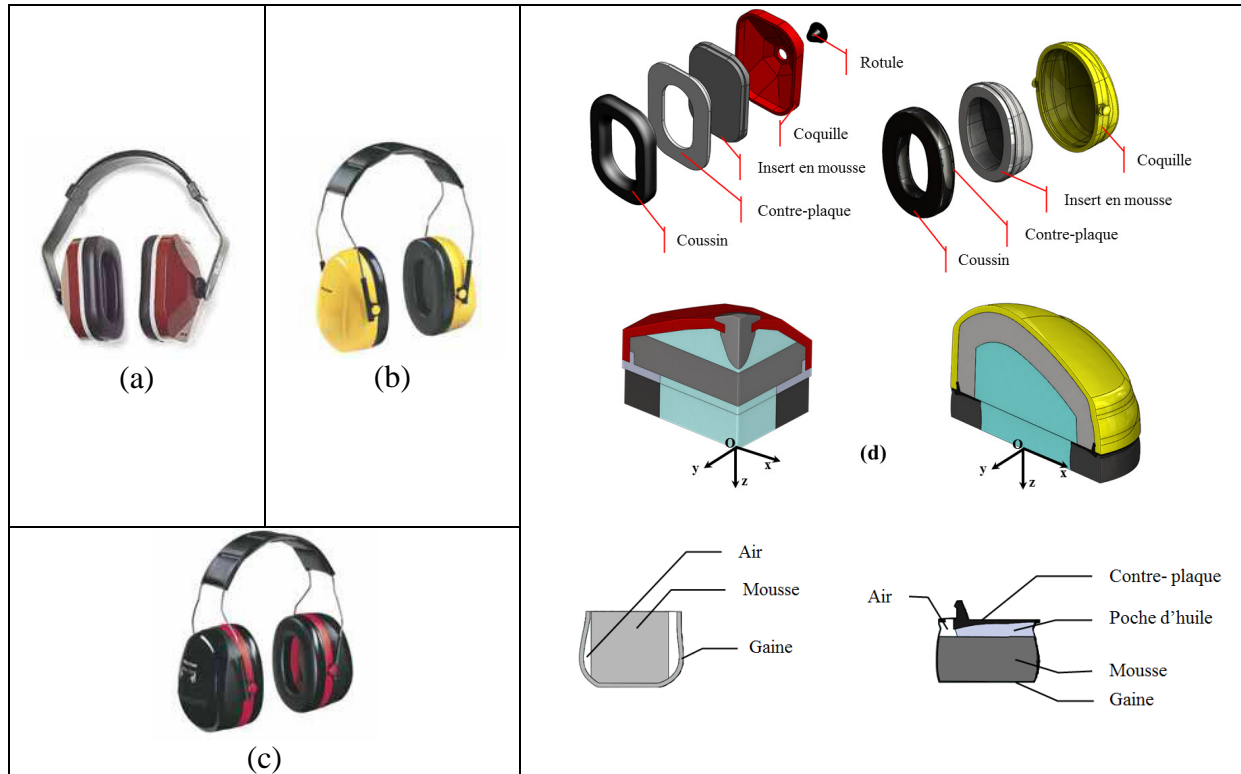 (a)
(b)
(c)
Rotule
Coquille
Insert en mousse
Contre-plaque
Coussin
Coquille
Insert en mousse
Contre-plaque
Coussin
O
y
x
z
(d)
O
y
x
z
Air
Mousse
Gaine
Air
Contre- plaque
Poche d’huile
Mousse
Gaine